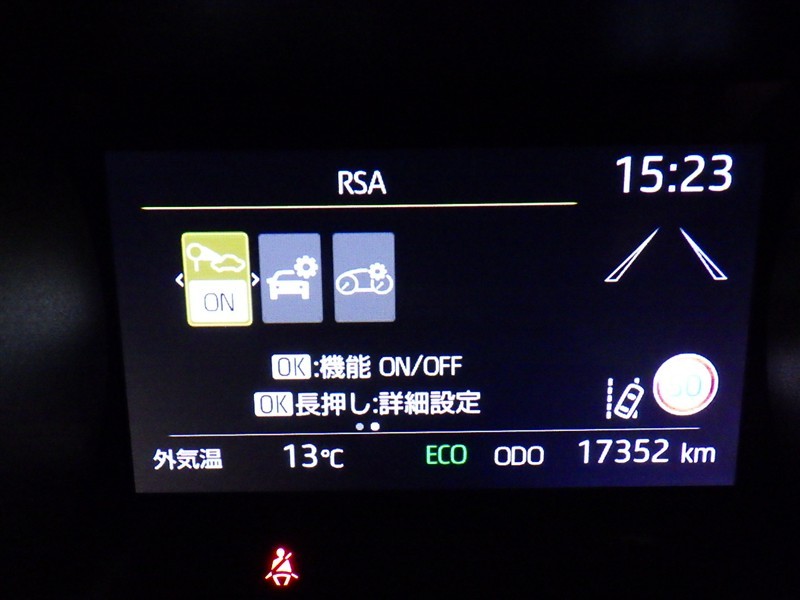 RSA
15:23
ON
OK:機能 ON/OFF
OK長押し:詳細設定
外気温 13℃ ECO ODO 17352 km